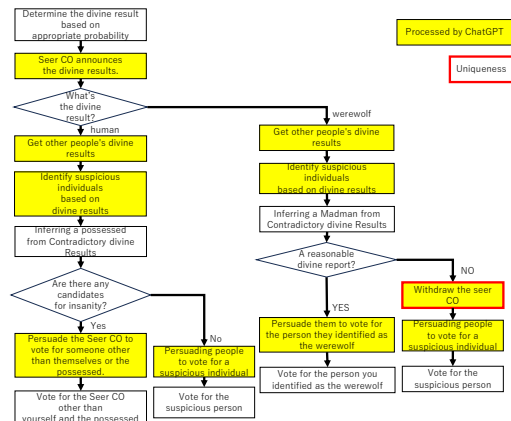 Determine the divine result
based on
appropriate probability
Processed by ChatGPT
Seer CO announces
the divine results.
Uniqueness
What's
the divine
result?
human
werewolf
Get other people's divine
results
Identify suspicious
individuals
based on
divine results
Inferring a possessed
from Contradictory divine
Results
Are there any
candidates
for insanity?
Yes
No
Persuade the Seer CO to
vote for someone other
than themselves or the
possessed.
Vote for the Seer CO
other than
yourself and the possessed
Persuading people
to vote for a
suspicious individual
Vote for the
suspicious person
Get other people's divine
results
Identify suspicious
individuals
based on divine results
Inferring a Madman from
Contradictory divine Results
A reasonable
divine report?
YES
NO
Persuade them to vote for
the person they identified as
the werewolf
Vote for the person you
identified as the werewolf
Withdraw the seer
CO
Persuading people
to vote for a
suspicious individual
Vote for the
suspicious person